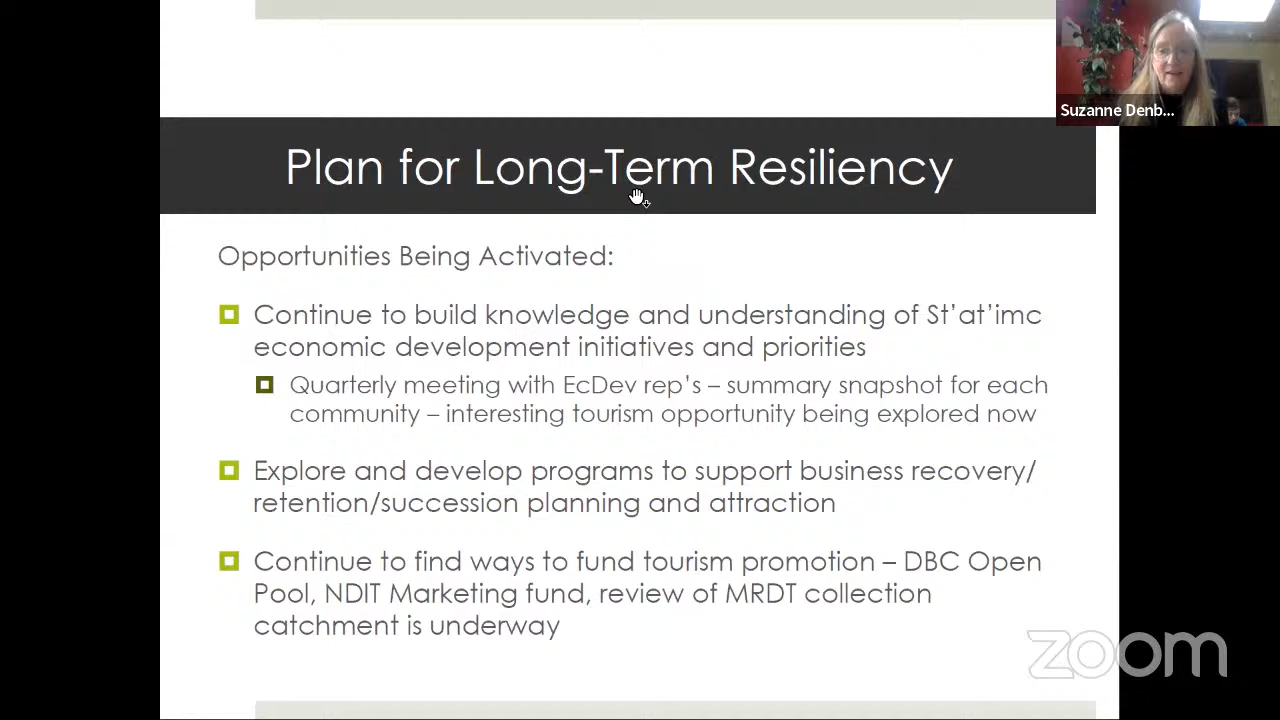 Suzanne Denb...
Plan for Long-Term Resiliency
Opportunities Being Activated:
Continue to build knowledge and understanding of St'at'imc
economic development initiatives and priorities
Quarterly meeting with EcDev rep's – summary snapshot for each
community – interesting tourism opportunity being explored now
Explore and develop programs to support business recovery/
retention/succession planning and attraction
Continue to find ways to fund tourism promotion – DBC Open
Pool, NDIT Marketing fund, review of MRDT collection
catchment is underway
zoom